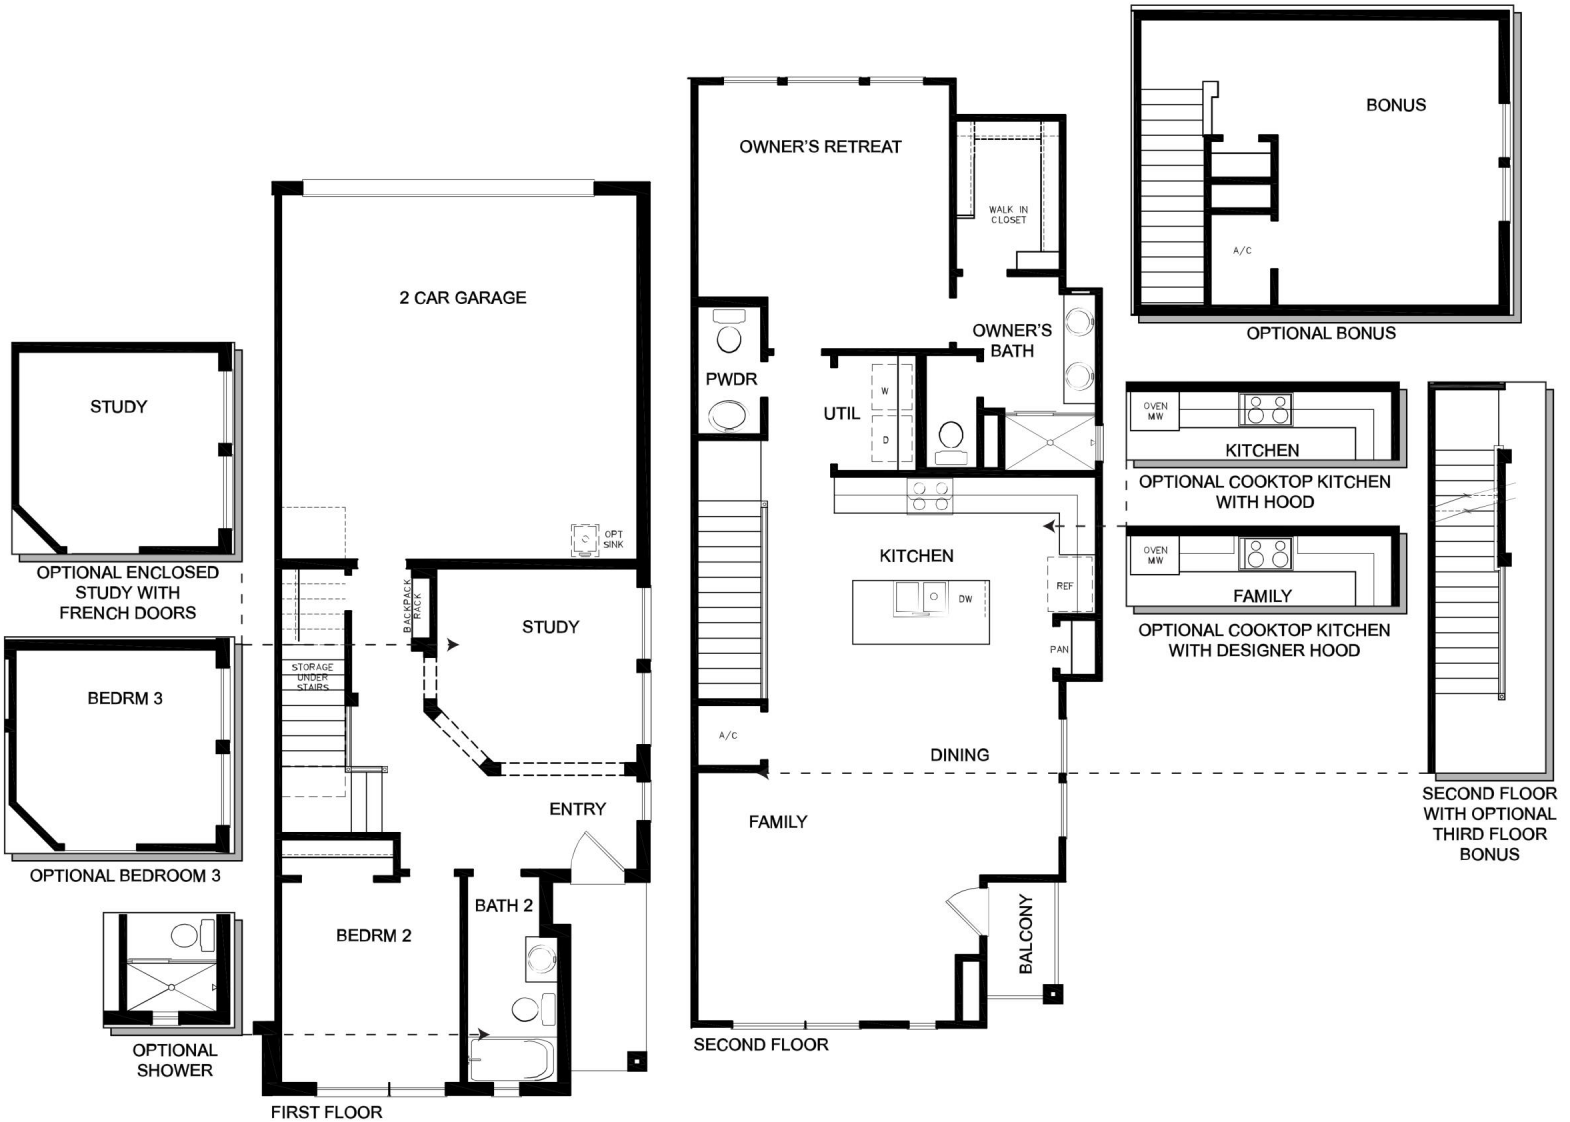 2 CAR GARAGE
OPT
SINK
BACKPACK
RACK
STUDY
STORAGE
UNDER
STAIRS
ENTRY
BEDRM 2
BATH 2
FIRST FLOOR
STUDY
OPTIONAL ENCLOSED
STUDY WITH
FRENCH DOORS
BEDRM 3
OPTIONAL BEDROOM 3
OPTIONAL
SHOWER
OWNER'S RETREAT
WALK IN
CLOSET
OWNER'S
BATH
PWDR
UTIL
W
D
KITCHEN
DW
REF
PAN
A/C
DINING
FAMILY
BALCONY
SECOND FLOOR
BONUS
A/C
OPTIONAL BONUS
OVEN
MW
KITCHEN
OPTIONAL COOKTOP KITCHEN
WITH HOOD
OVEN
MW
FAMILY
OPTIONAL COOKTOP KITCHEN
WITH DESIGNER HOOD
SECOND FLOOR
WITH OPTIONAL
THIRD FLOOR
BONUS